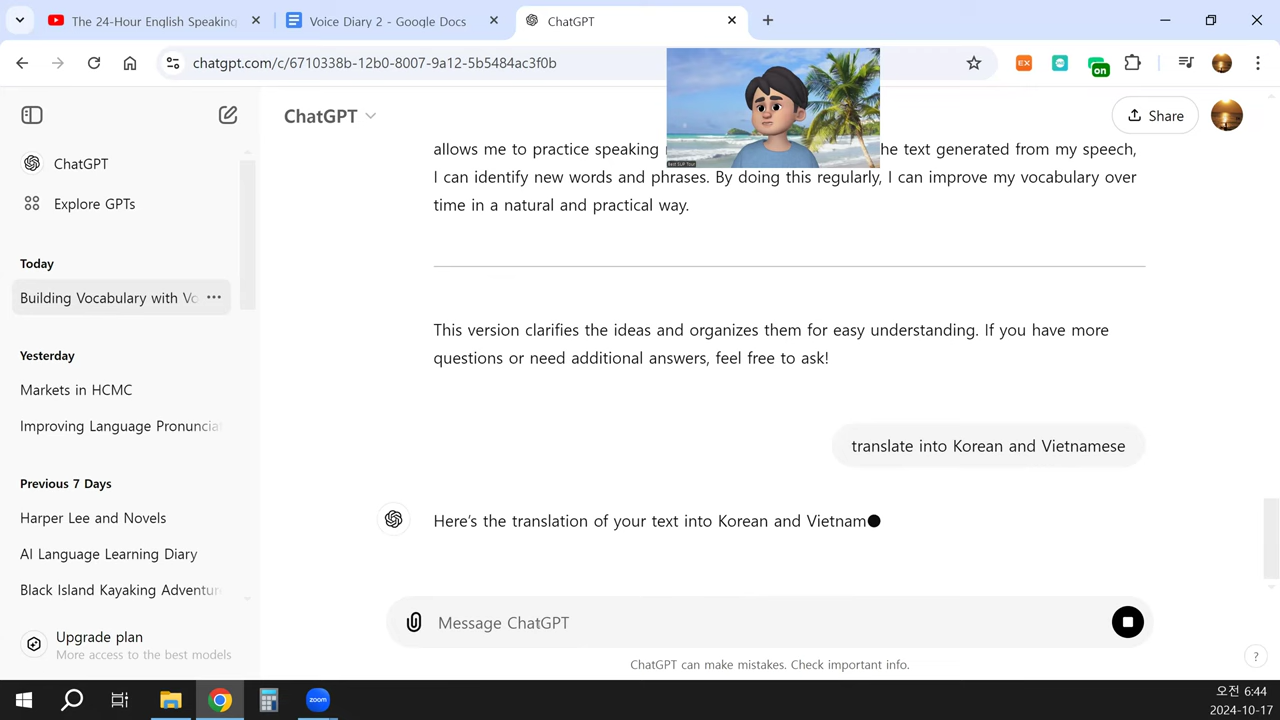 The 24-Hour English Speaking
Voice Diary 2 - Google Docs
ChatGPT
chatgpt.com/c/6710338b-12b0-8007-9a12-5b5484ac3f0b
EX
on
ChatGPT
Share
ChatGPT
Explore GPTs
Today
Building Vocabulary with Vo
Yesterday
Markets in HCMC
Improving Language Pronuncia
Previous 7 Days
Harper Lee and Novels
AI Language Learning Diary
Black Island Kayaking Adventur
Upgrade plan
More access to the best models
allows me to practice speaking he text generated from my speech,
I can identify new words and phrases. By doing this regularly, I can improve my vocabulary over
time in a natural and practical way.
This version clarifies the ideas and organizes them for easy understanding. If you have more
questions or need additional answers, feel free to ask!
translate into Korean and Vietnamese
Here's the translation of your text into Korean and Vietnam
Message ChatGPT
ChatGPT can make mistakes. Check important info.
?
zoom
오전 6:44
2024-10-17